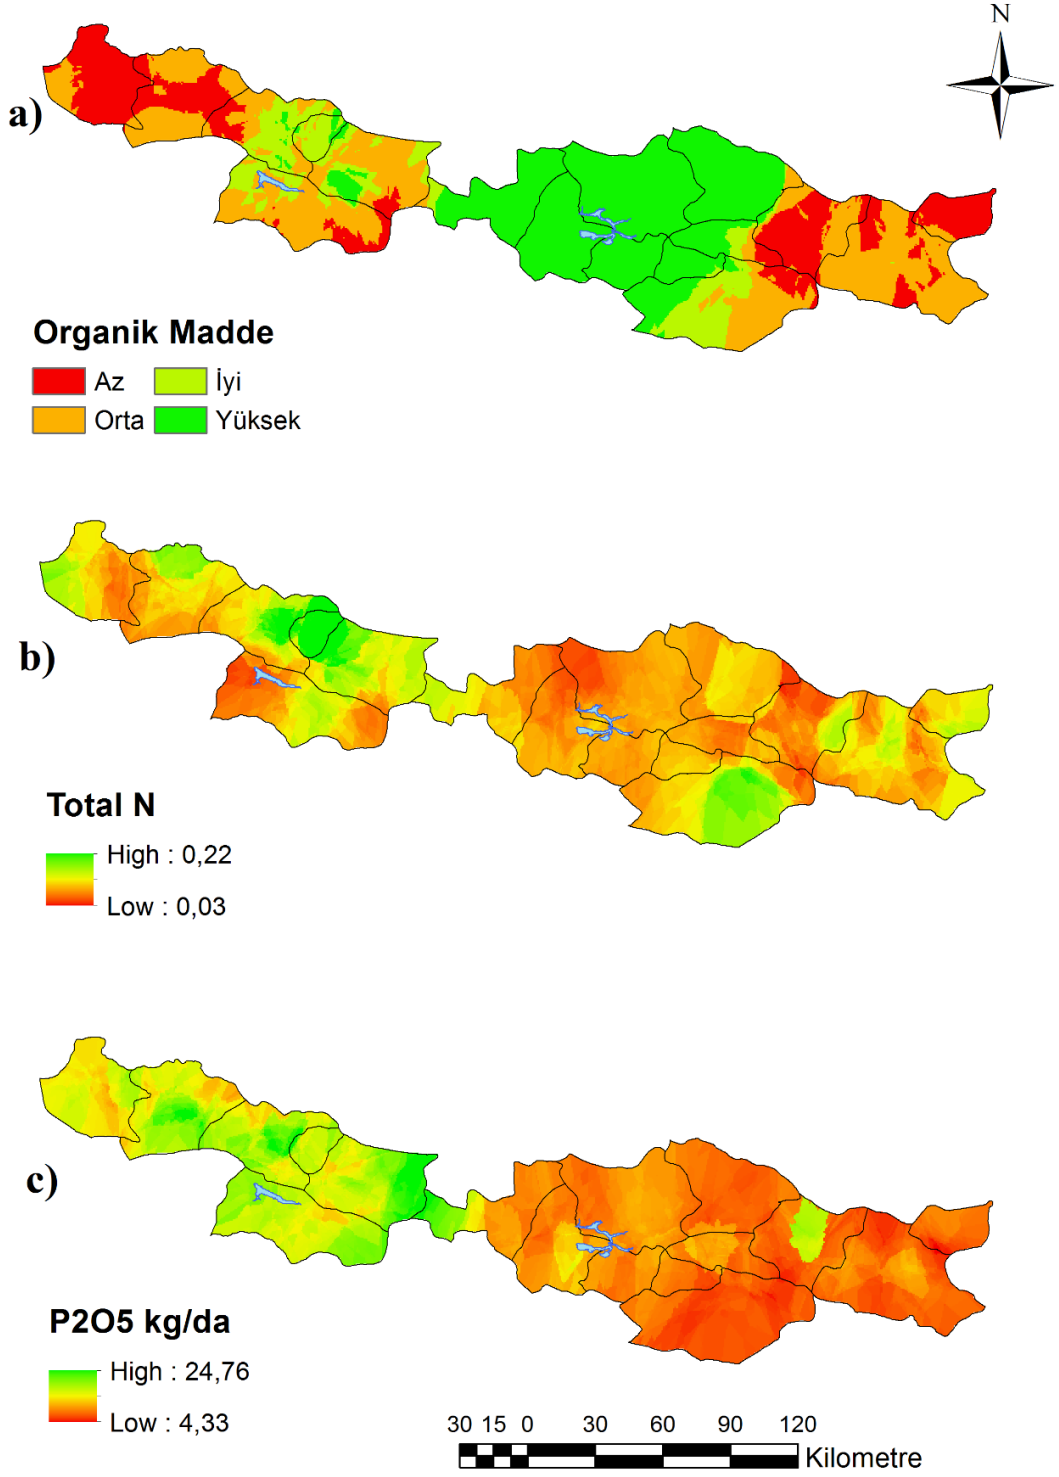 N
a)
Organik Madde
Az İyi
Orta Yüksek
b)
Total N
High : 0,22
Low : 0,03
c)
P2O5 kg/da
High : 24,76
Low : 4,33
30 15 0 30 60 90 120
Kilometre